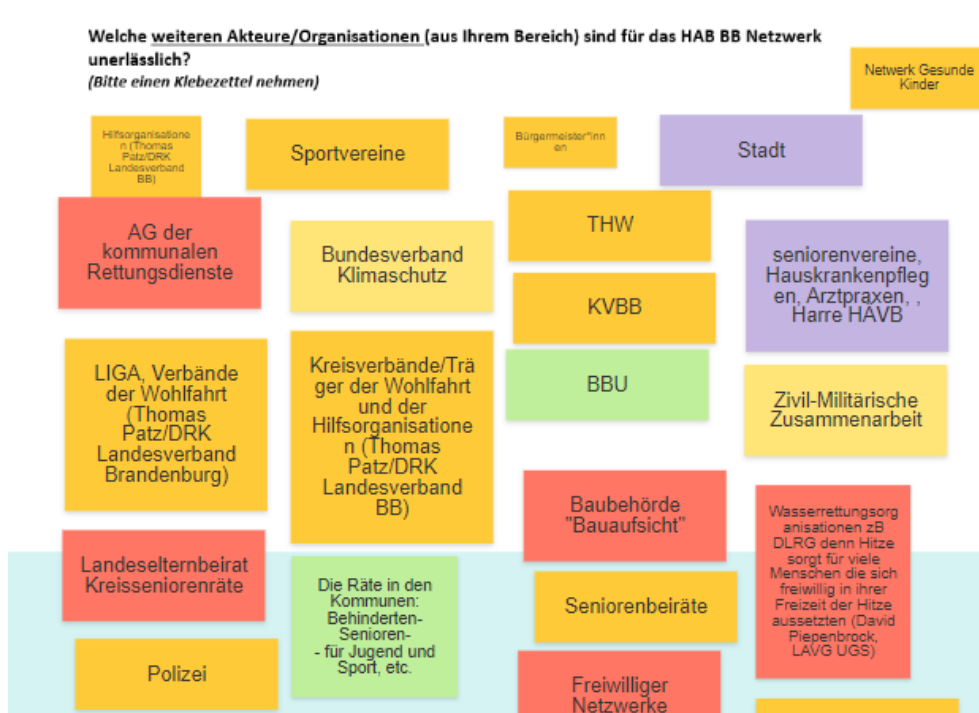 Welche weiteren Akteure/Organisationen (aus Ihrem Bereich) sind für das HAB BB Netzwerk
unerlässlich?
(Bitte einen Klebezettel nehmen)
Netwerk Gesunde
Kinder
Hilfsorganisatione
n (Thomas
Patz/DRK
Landesverband
BB)
Sportvereine
Bürgermeister*inn
en
Stadt
AG der
kommunalen
Rettungsdienste
Bundesverband
Klimaschutz
THW
seniorenvereine,
Hauskrankenpfleg
en, Arztpraxen, ,
Harre HÄVB
KVBB
LIGA, Verbände
der Wohlfahrt
(Thomas
Patz/DRK
Landesverband
Brandenburg)
Kreisverbände/Trä
ger der Wohlfahrt
und der
Hilfsorganisatione
n (Thomas
Patz/DRK
Landesverband
BB)
BBU
Zivil-Militärische
Zusammenarbeit
Baubehörde
"Bauaufsicht"
Wasserrettungsorg
anisationen zB
DLRG denn Hitze
sorgt für viele
Menschen die sich
freiwillig in ihrer
Freizeit der Hitze
aussetzten (David
Piepenbrock,
LAVG UGS)
Landeselternbeirat
Kreisseniorenräte
Die Räte in den
Kommunen:
Behinderten-
Senioren-
- für Jugend und
Sport, etc.
Seniorenbeiräte
Polizei
Freiwilliger
Netzwerke